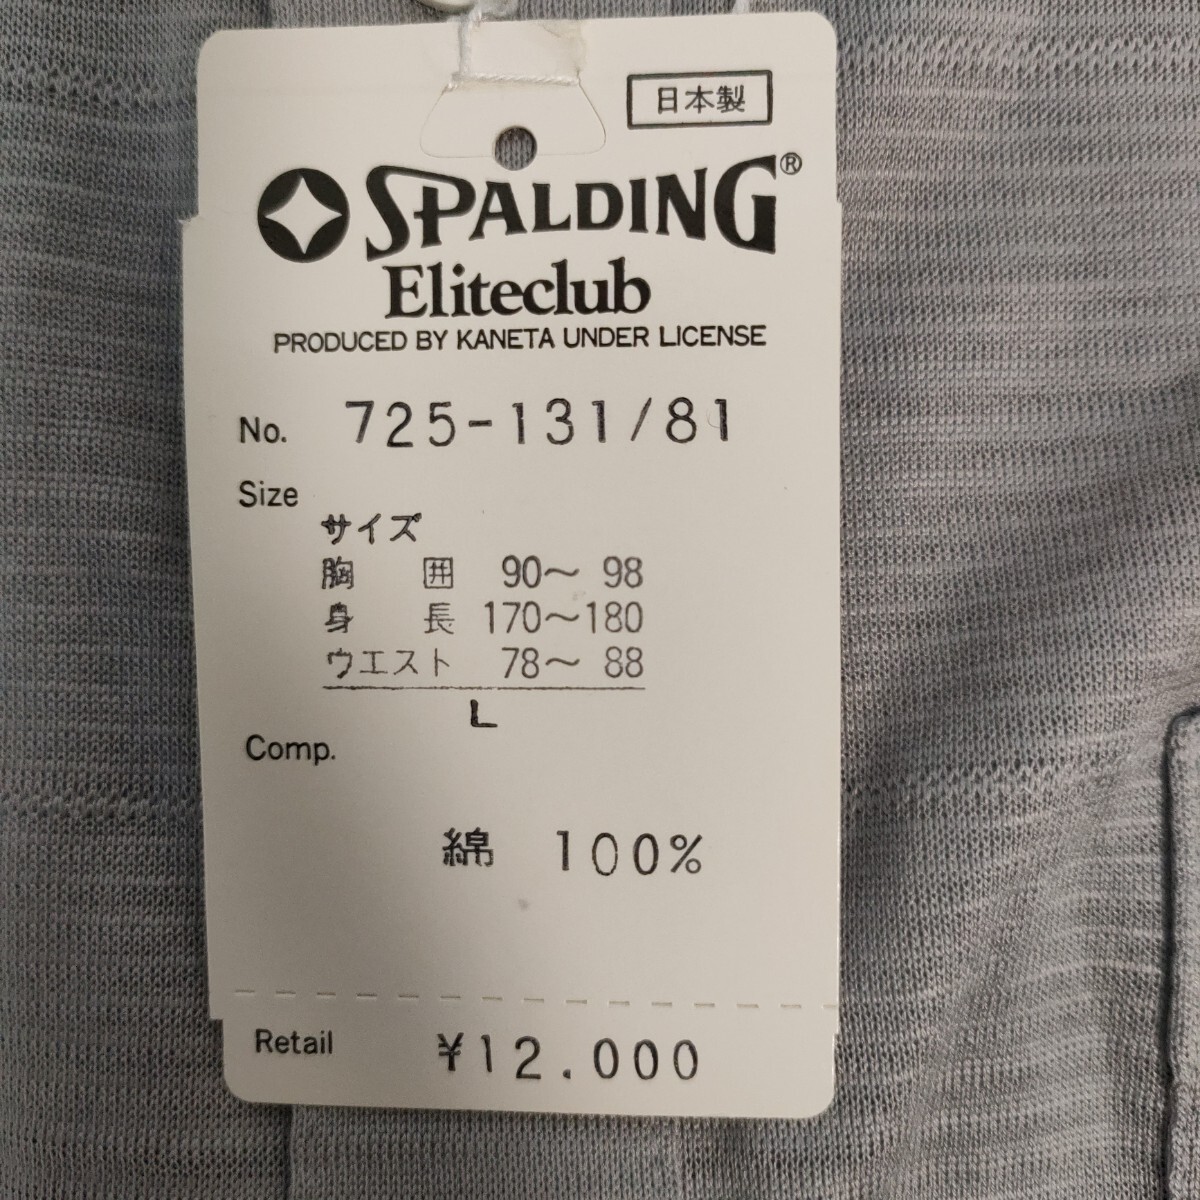 日本製
SPALDING®
Eliteclub
PRODUCED BY KANETA UNDER LICENSE
No. 725-131/81
Size
サイズ
胸囲 90〜98
身長 170〜180
ウエスト 78〜88
L
Comp.
綿 100%
Retail ¥12.000